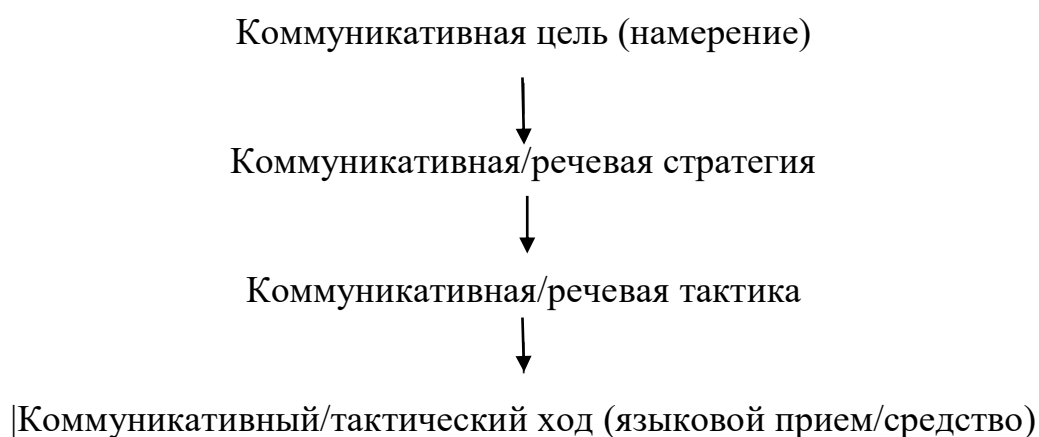 Коммуникативная цель (намерение)
Коммуникативная/речевая стратегия
Коммуникативная/речевая тактика
|Коммуникативный/тактический ход (языковой прием/средство)